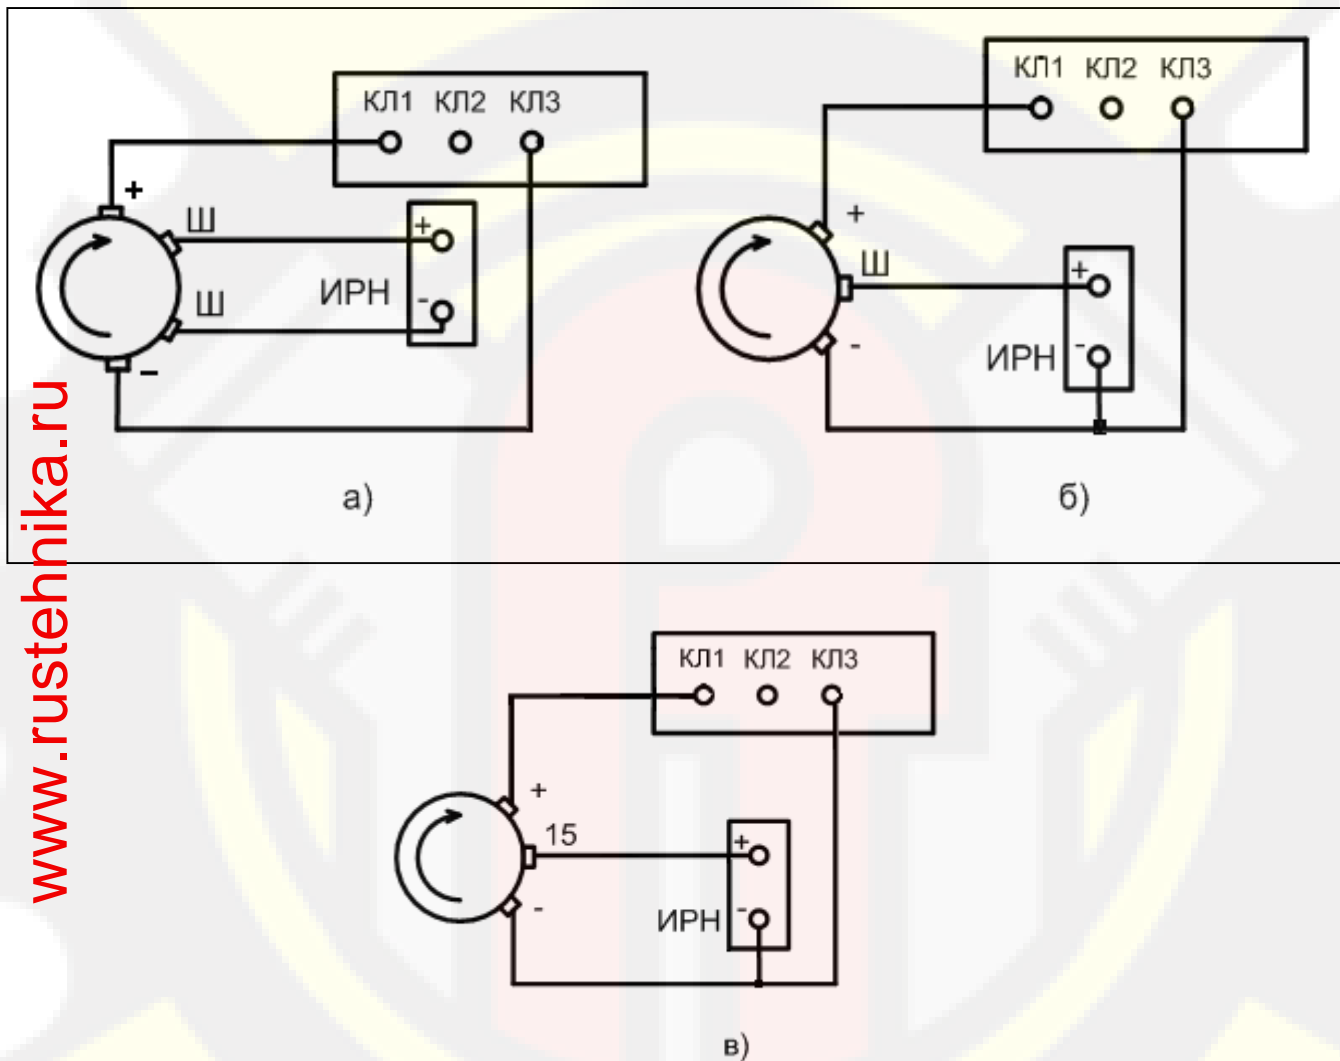 КЛ1 КЛ2 КЛ3
+
Ш
+
ИРН
Ш
-
–
а)
КЛ1 КЛ2 КЛ3
+
Ш
+
-
ИРН
-
б)
www.rustehnika.ru
КЛ1 КЛ2 КЛ3
+
15
+
-
ИРН
-
в)